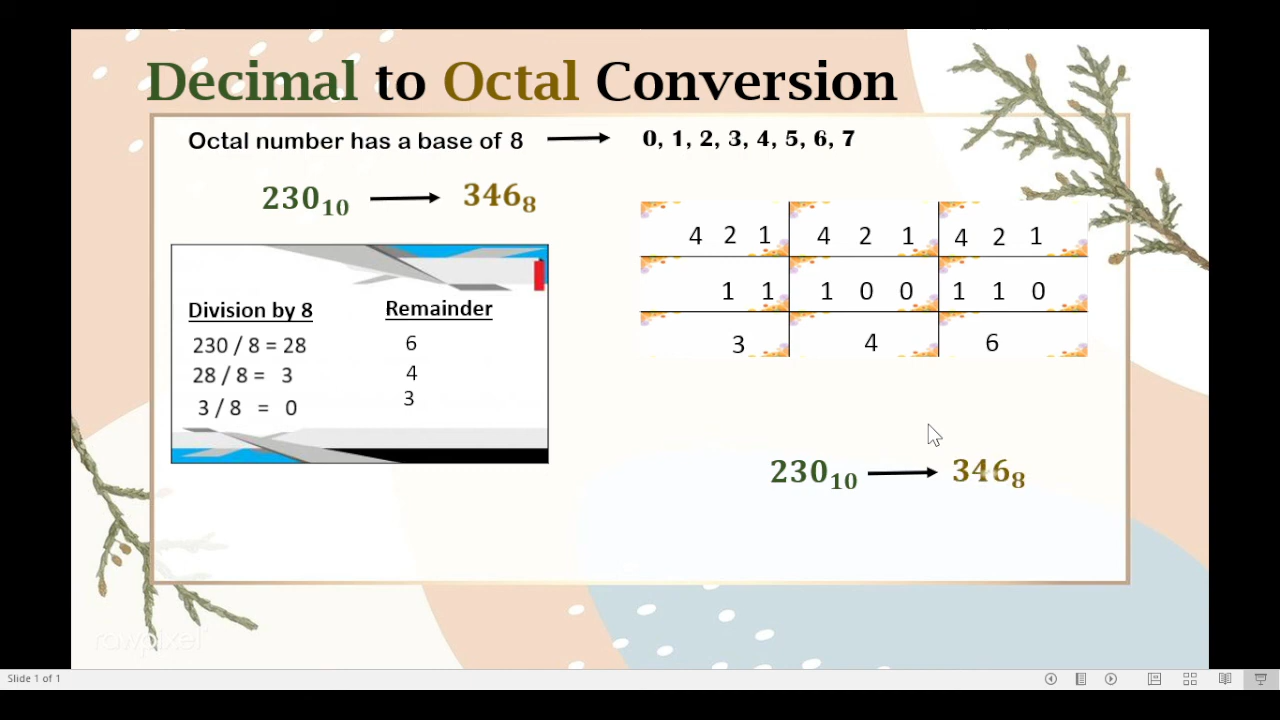 Decimal to Octal Conversion
Octal number has a base of 8
0, 1, 2, 3, 4, 5, 6, 7
230₁₀ 346₈
Division by 8 Remainder
230 / 8 = 28 6
28 / 8 = 3 4
3 / 8 = 0 3
4 2 1 4 2 1 4 2 1
1 1 1 0 0 1 1 0
3 4 6
230₁₀ 346₈
rawpixel
Slide 1 of 1